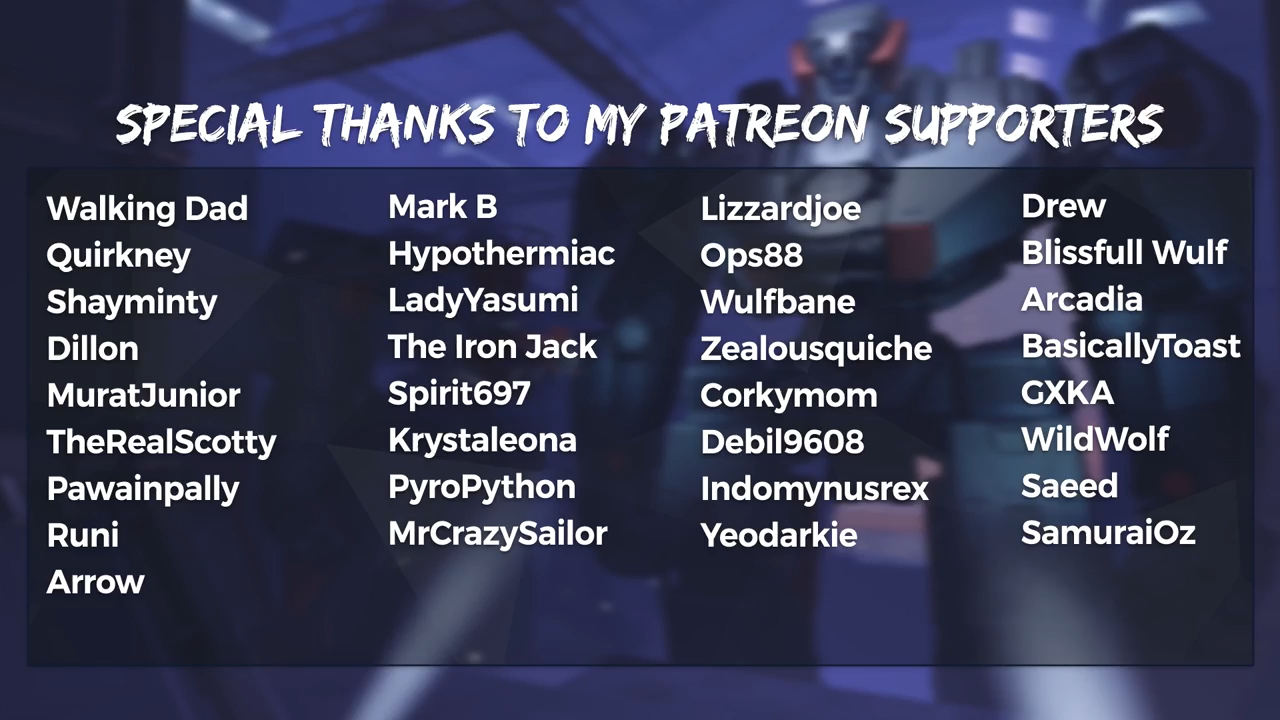 SPECIAL THANKS TO MY PATREON SUPPORTERS
Walking Dad
Quirkney
Shayminty
Dillon
MuratJunior
TheRealScotty
Pawainpally
Runi
Arrow
Mark B
Hypothermiac
LadyYasumi
The Iron Jack
Spirit697
Krystaleona
PyroPython
MrCrazySailor
Lizzardjoe
Ops88
Wulfbane
Zealousquiche
Corkymom
Debil9608
Indomynusrex
Yeodarkie
Drew
Blissfull Wulf
Arcadia
BasicallyToast
GXKA
WildWolf
Saeed
SamuraiOz